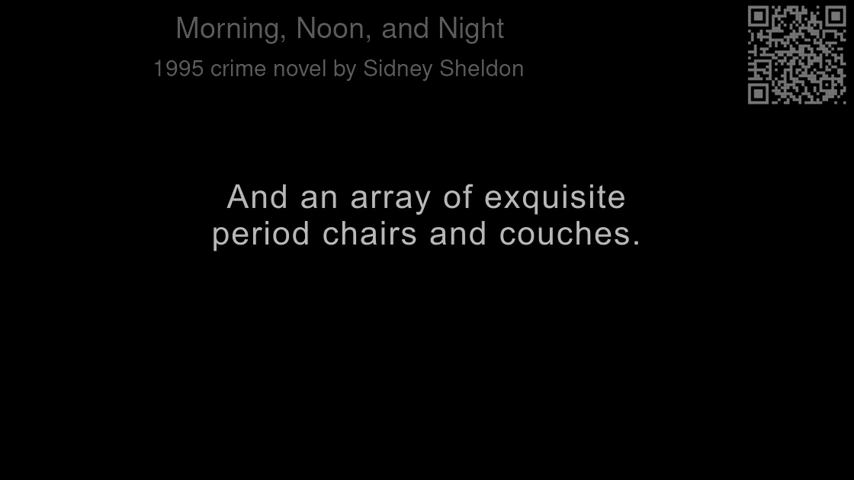 Morning, Noon, and Night
1995 crime novel by Sidney Sheldon
And an array of exquisite
period chairs and couches.